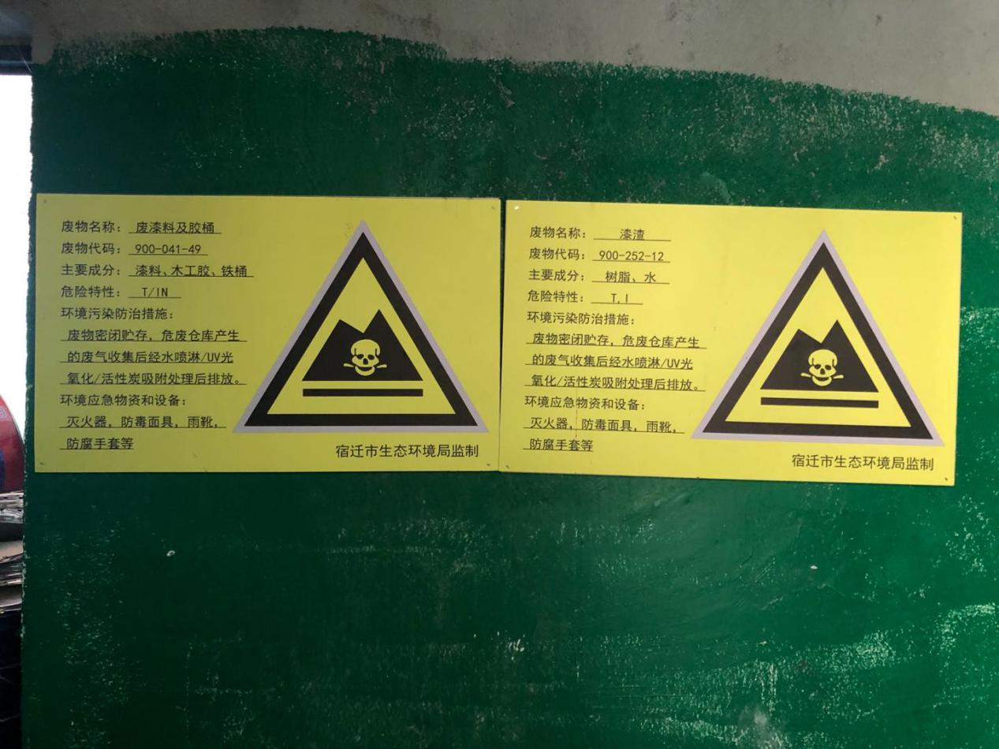 废物名称: 废漆料及胶桶
废物代码: 900-041-49
主要成分: 漆料、木工胶、铁桶
危险特性: T/IN
环境污染防治措施:
废物密闭贮存, 危废仓库产生
的废气收集后经水喷淋/UV光
氧化/活性炭吸附处理后排放。
环境应急物资和设备:
灭火器, 防毒面具, 雨靴,
防腐手套等
宿迁市生态环境局监制
废物名称: 漆渣
废物代码: 900-252-12
主要成分: 树脂、水
危险特性: T,I
环境污染防治措施:
废物密闭贮存, 危废仓库产生
的废气收集后经水喷淋/UV光
氧化/活性炭吸附处理后排放。
环境应急物资和设备:
灭火器, 防毒面具, 雨靴,
防腐手套等
宿迁市生态环境局监制